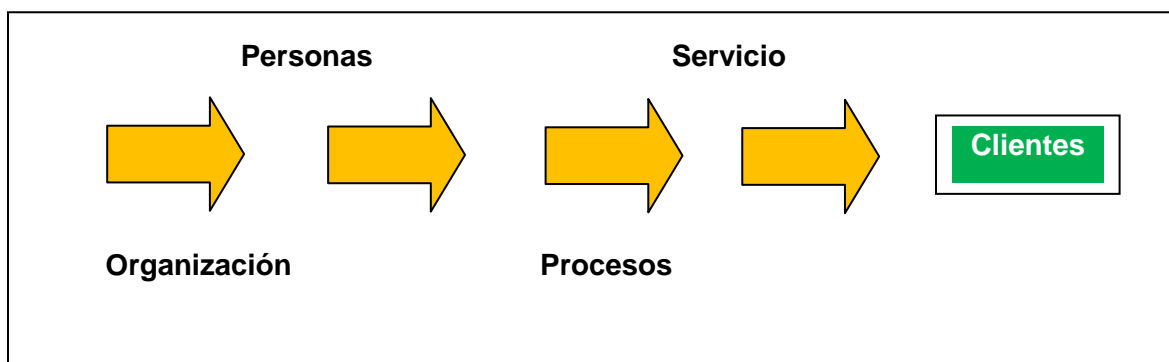 Personas
Servicio
Clientes
Organización
Procesos